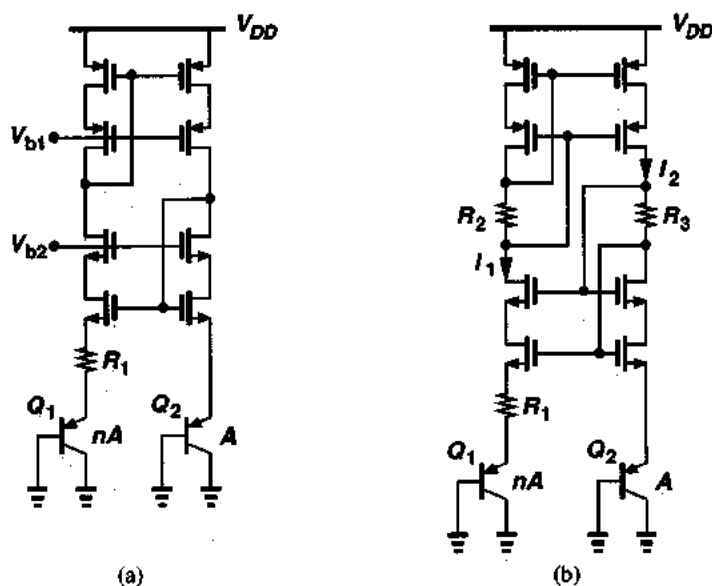 V_DD
V_b1
V_b2
R_1
Q_1
nA
Q_2
A
(a)
V_DD
I_2
R_2
R_3
I_1
R_1
Q_1
nA
Q_2
A
(b)